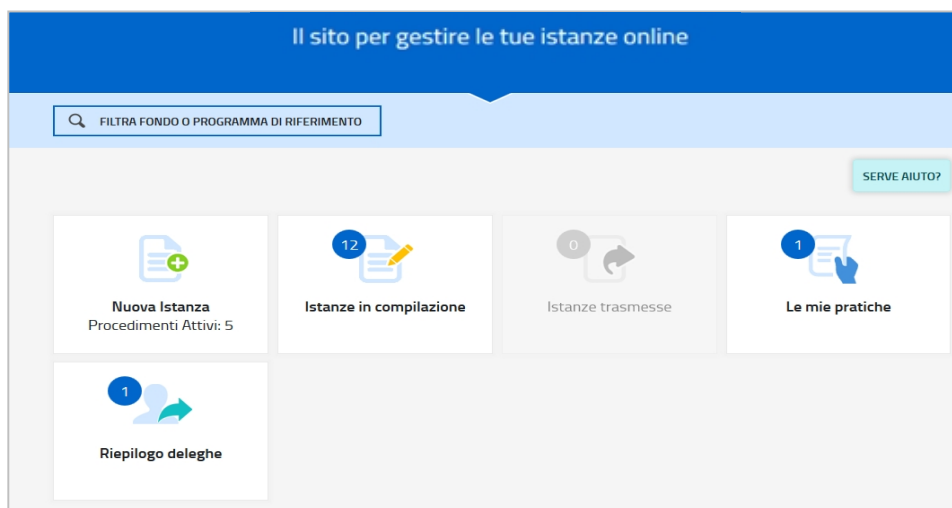 Il sito per gestire le tue istanze online
FILTRA FONDO O PROGRAMMA DI RIFERIMENTO
SERVE AIUTO?
Nuova Istanza
Procedimenti Attivi: 5
12
Istanze in compilazione
0
Istanze trasmesse
1
Le mie pratiche
1
Riepilogo deleghe